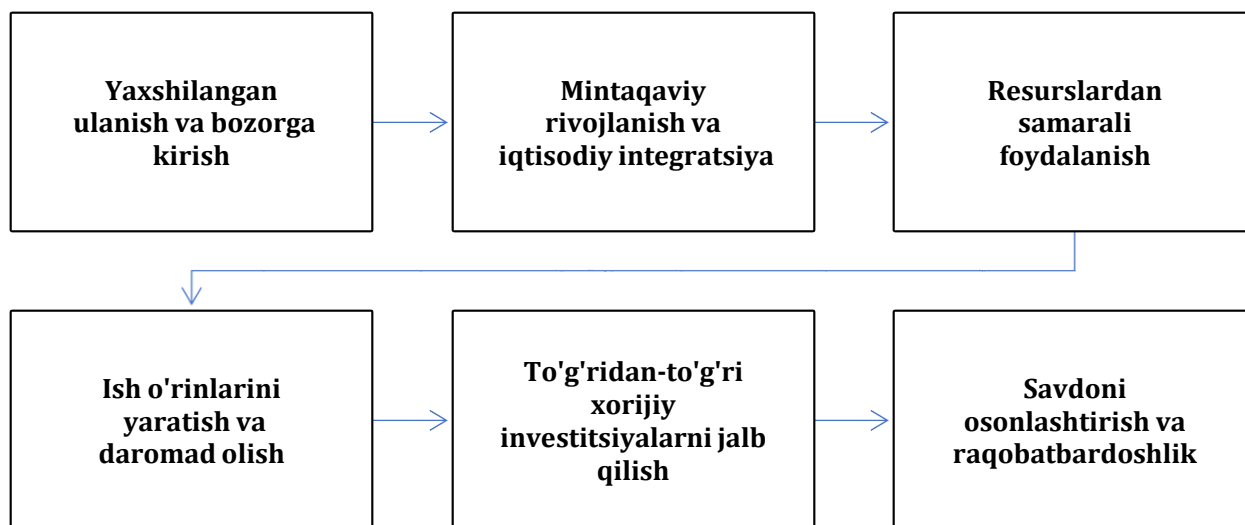 Yaxshilangan
ulanish va bozorga
kirish
Mintaqaviy
rivojlanish va
iqtisodiy integratsiya
Resurslardan
samarali
foydalanish
Ish o'rinlarini
yaratish va
daromad olish
To'g'ridan-to'g'ri
xorijiy
investitsiyalarni jalb
qilish
Savdoni
osonlashtirish va
raqobatbardoshlik